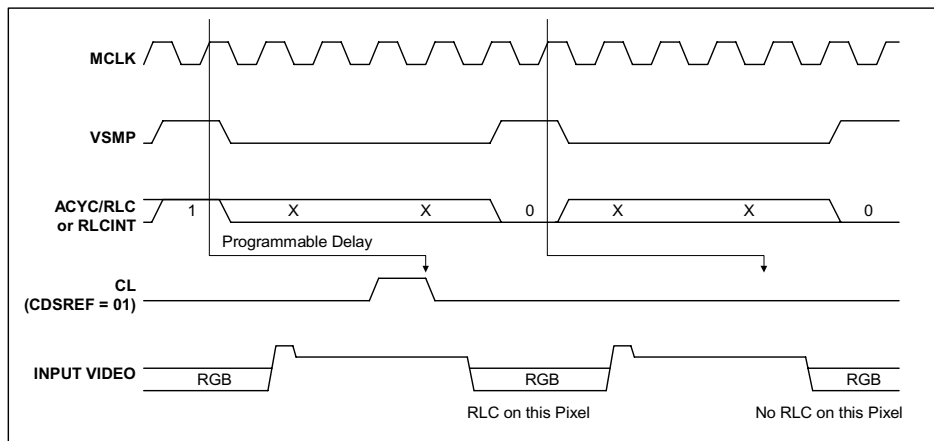 MCLK
VSMP
ACYC/RLC
or RLCINT
1 X X 0 X X 0
Programmable Delay
CL
(CDSREF = 01)
INPUT VIDEO
RGB RGB RGB
RLC on this Pixel No RLC on this Pixel